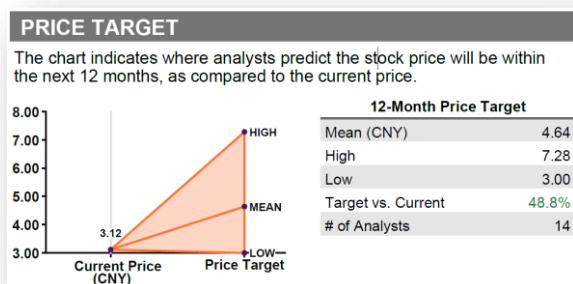 PRICE TARGET
The chart indicates where analysts predict the stock price will be within
the next 12 months, as compared to the current price.
8.00
7.00
6.00
5.00
4.00
3.00
HIGH
MEAN
LOW
3.12
Current Price
(CNY)
Price Target
12-Month Price Target
Mean (CNY) 4.64
High 7.28
Low 3.00
Target vs. Current 48.8%
# of Analysts 14